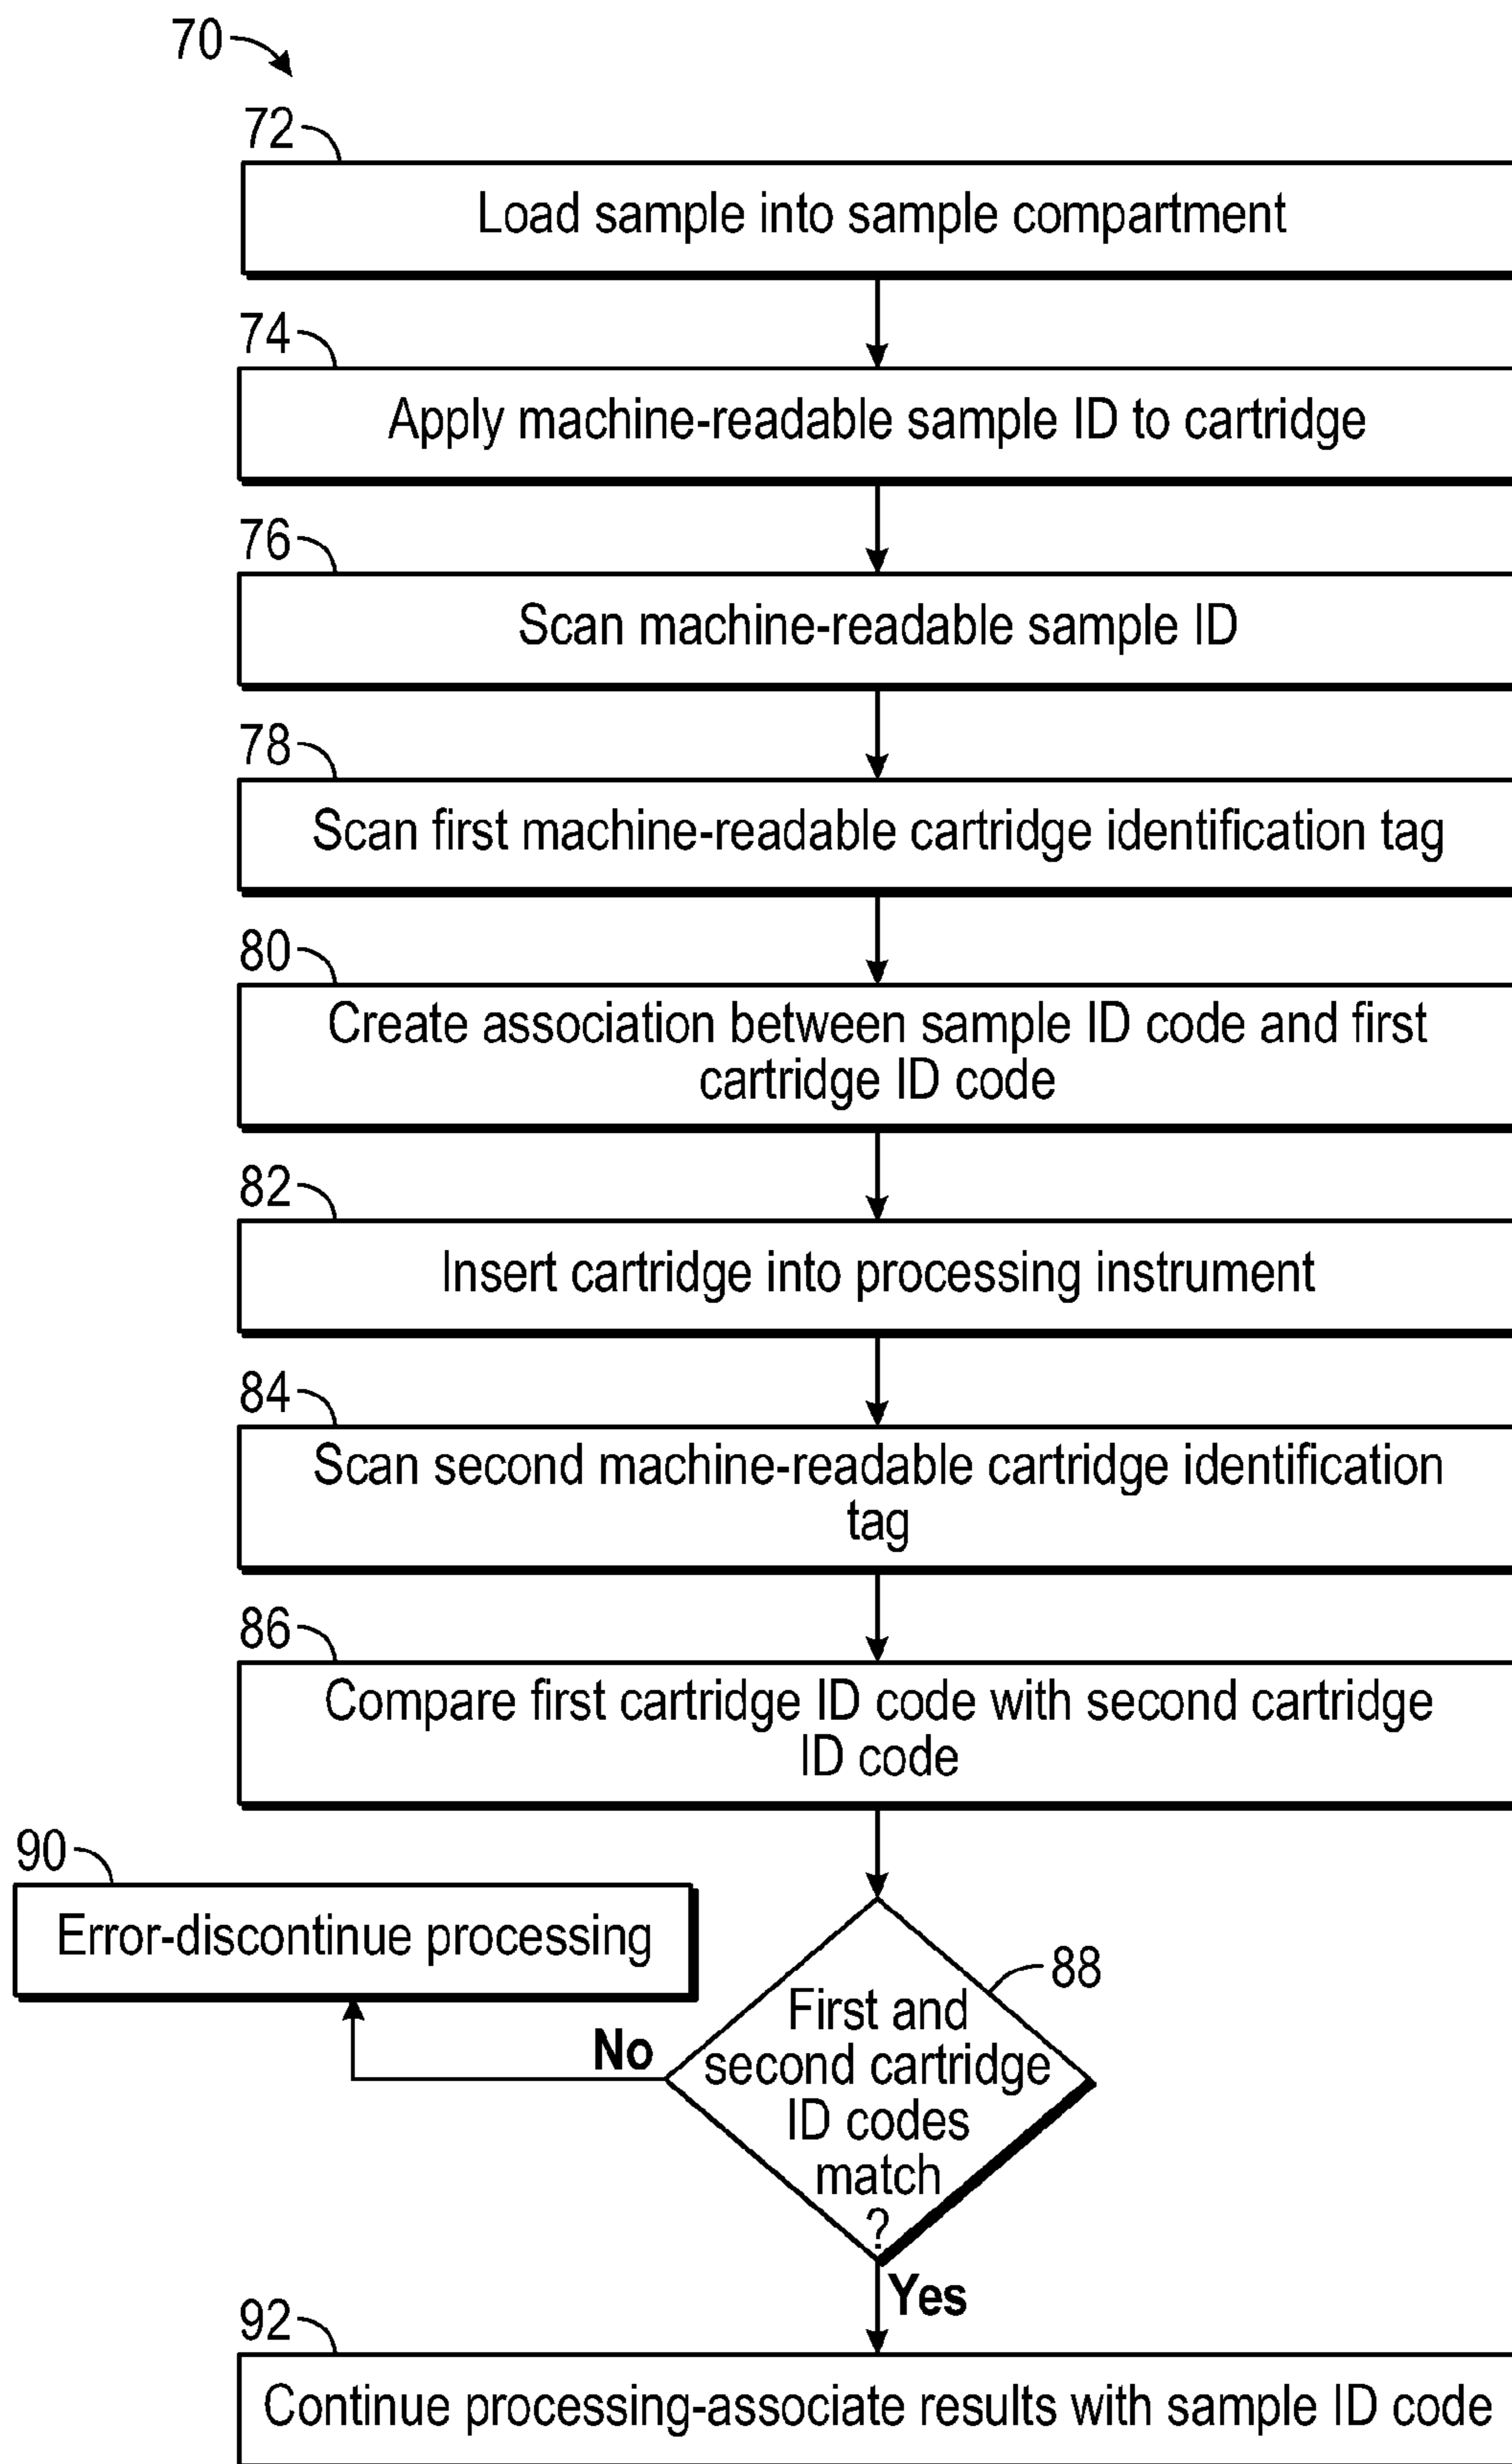 70
72
Load sample into sample compartment
74
Apply machine-readable sample ID to cartridge
76
Scan machine-readable sample ID
78
Scan first machine-readable cartridge identification tag
80
Create association between sample ID code and first
cartridge ID code
82
Insert cartridge into processing instrument
84
Scan second machine-readable cartridge identification
tag
86
Compare first cartridge ID code with second cartridge
ID code
90
Error-discontinue processing
88
First and
second cartridge
ID codes
match
?
No
Yes
92
Continue processing-associate results with sample ID code